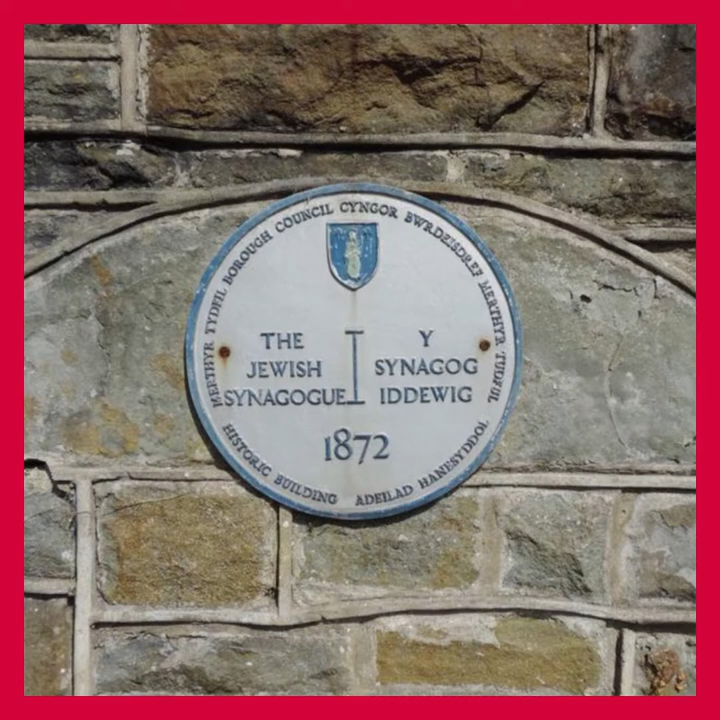 MERTHYR TYDFIL BOROUGH COUNCIL CYNGOR BWRDEISDREF MERTHYR TUDFUL
THE
JEWISH
SYNAGOGUE
Y
SYNAGOG
IDDEWIG
1872
HISTORIC BUILDING ADEILAD HANESYDDOL